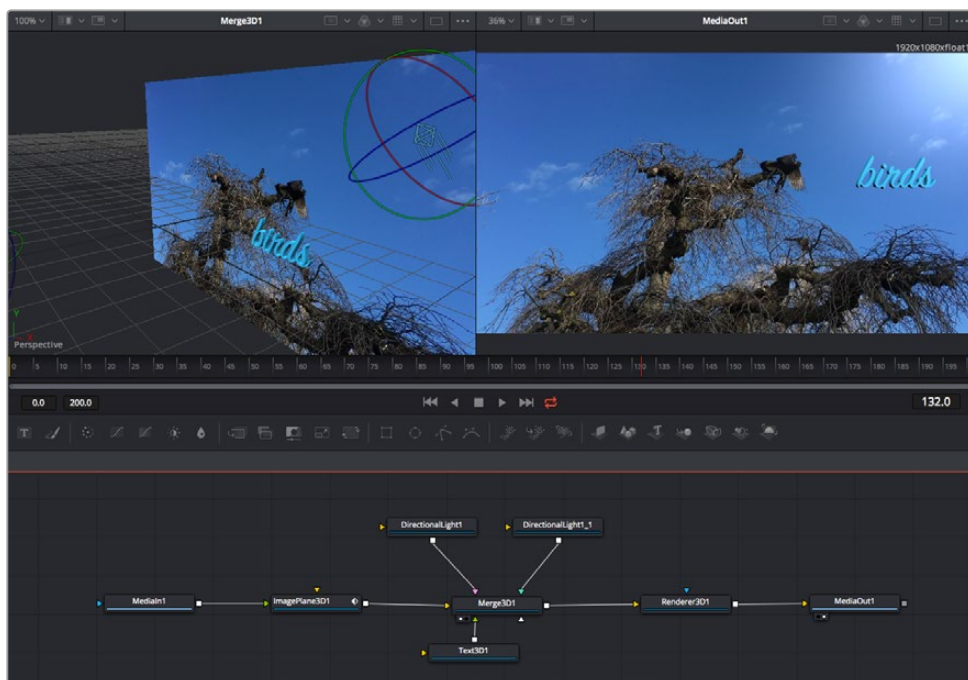 100% Merge3D1
36% MediaOut1
1920x1080xfloat1
birds
birds
Y
X
Perspective
0 5 10 15 20 25 30 35 40 45 50 55 60 65 70 75 80 85 90 95 100 105 110 115 120 125 130 135 140 145 150 155 160 165 170 175 180 185 190 195
0.0 200.0 132.0
T
DirectionalLight1 DirectionalLight1_1
MediaIn1 ImagePlane3D1 Merge3D1 Renderer3D1 MediaOut1
Text3D1